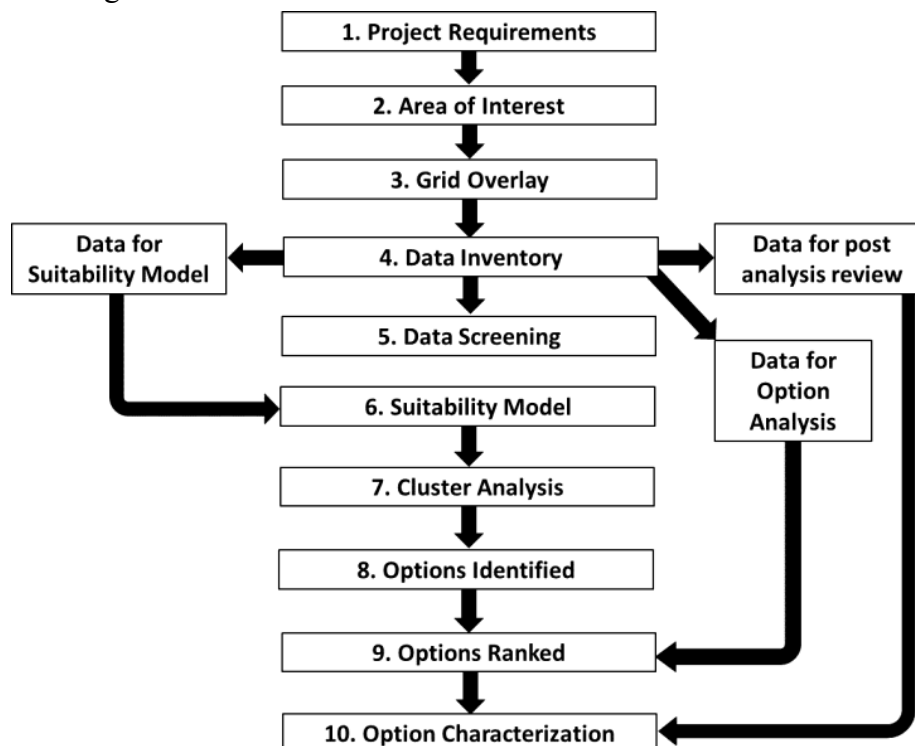 1. Project Requirements
2. Area of Interest
3. Grid Overlay
Data for
Suitability Model
4. Data Inventory
Data for post
analysis review
5. Data Screening
Data for
Option
Analysis
6. Suitability Model
7. Cluster Analysis
8. Options Identified
9. Options Ranked
10. Option Characterization